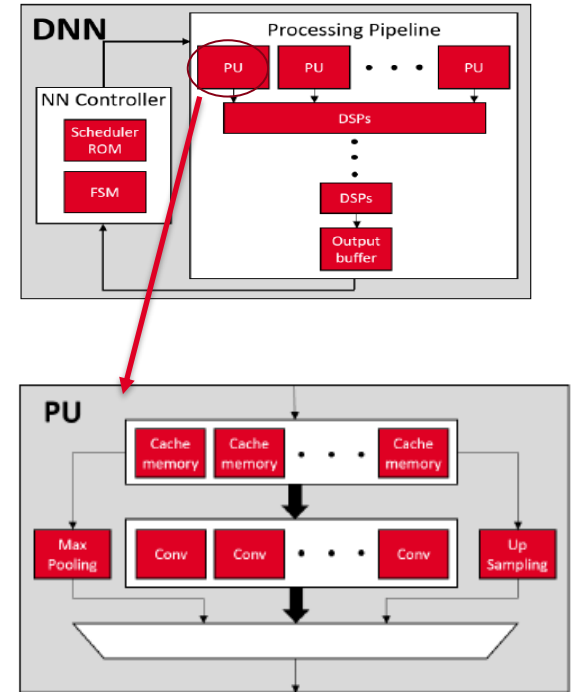 DNN
Processing Pipeline
PU
PU
PU
NN Controller
Scheduler
ROM
FSM
DSPs
DSPs
Output
buffer
PU
Cache
memory
Cache
memory
Cache
memory
Max
Pooling
Conv
Conv
Conv
Up
Sampling